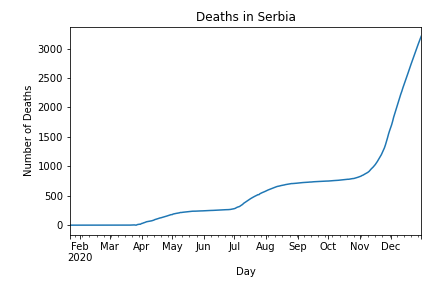 Deaths in Serbia
Number of Deaths
3000
2500
2000
1500
1000
500
0
Feb Mar Apr May Jun Jul Aug Sep Oct Nov Dec
2020
Day